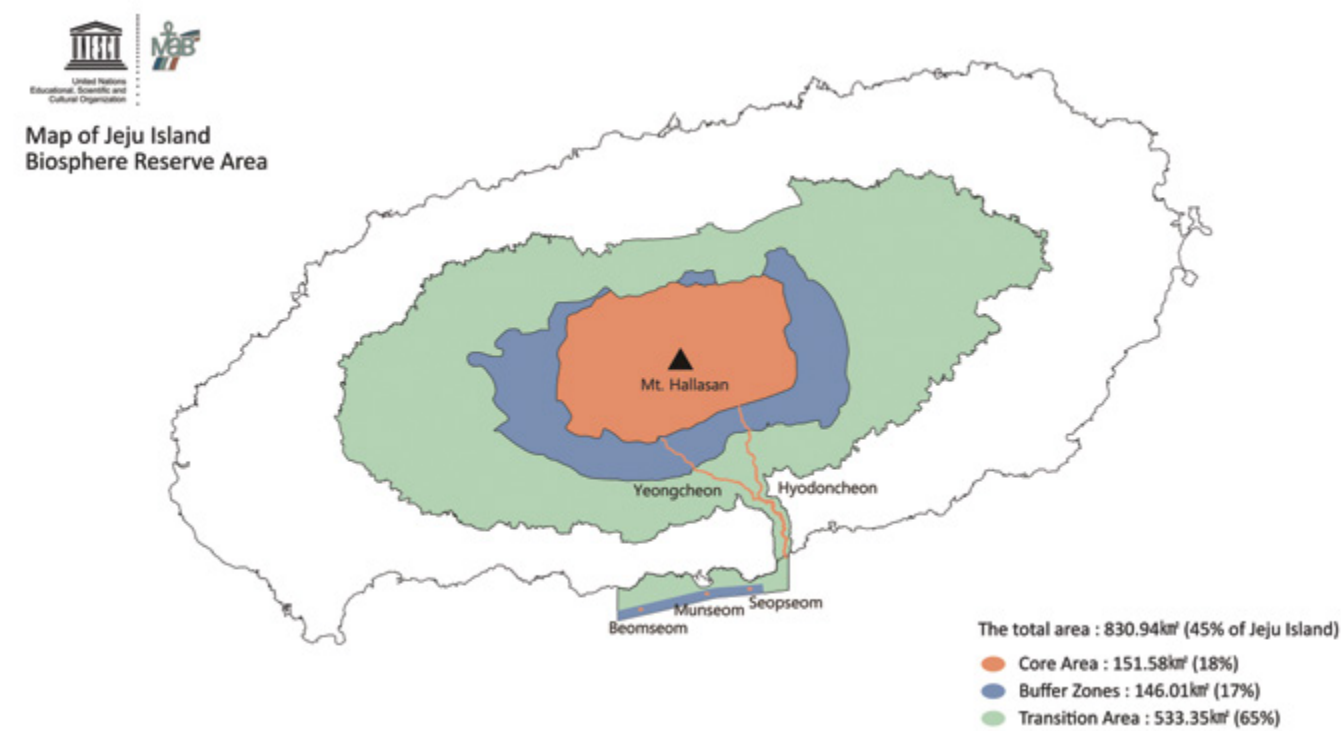 UNESCO
MaB
United Nations
Educational, Scientific and
Cultural Organization
Map of Jeju Island
Biosphere Reserve Area
Mt. Hallasan
Yeongcheon
Hyodoncheon
Munseom
Seopseom
Beomseom
The total area : 830.94㎢ (45% of Jeju Island)
Core Area : 151.58㎢ (18%)
Buffer Zones : 146.01㎢ (17%)
Transition Area : 533.35㎢ (65%)